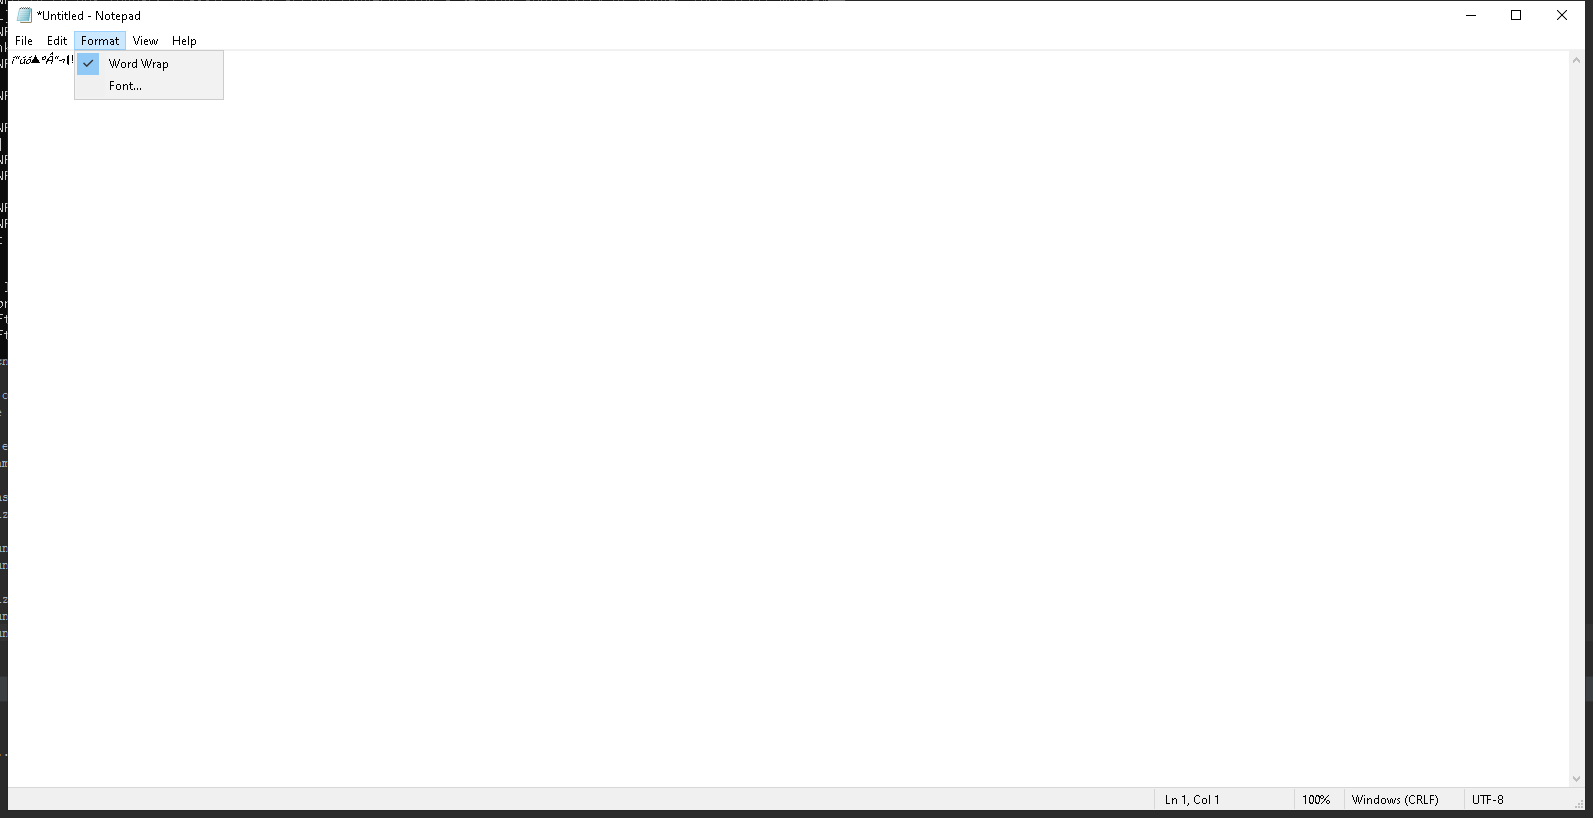 *Untitled - Notepad
File Edit Format View Help
Word Wrap
Font...
Ln 1, Col 1 100% Windows (CRLF) UTF-8